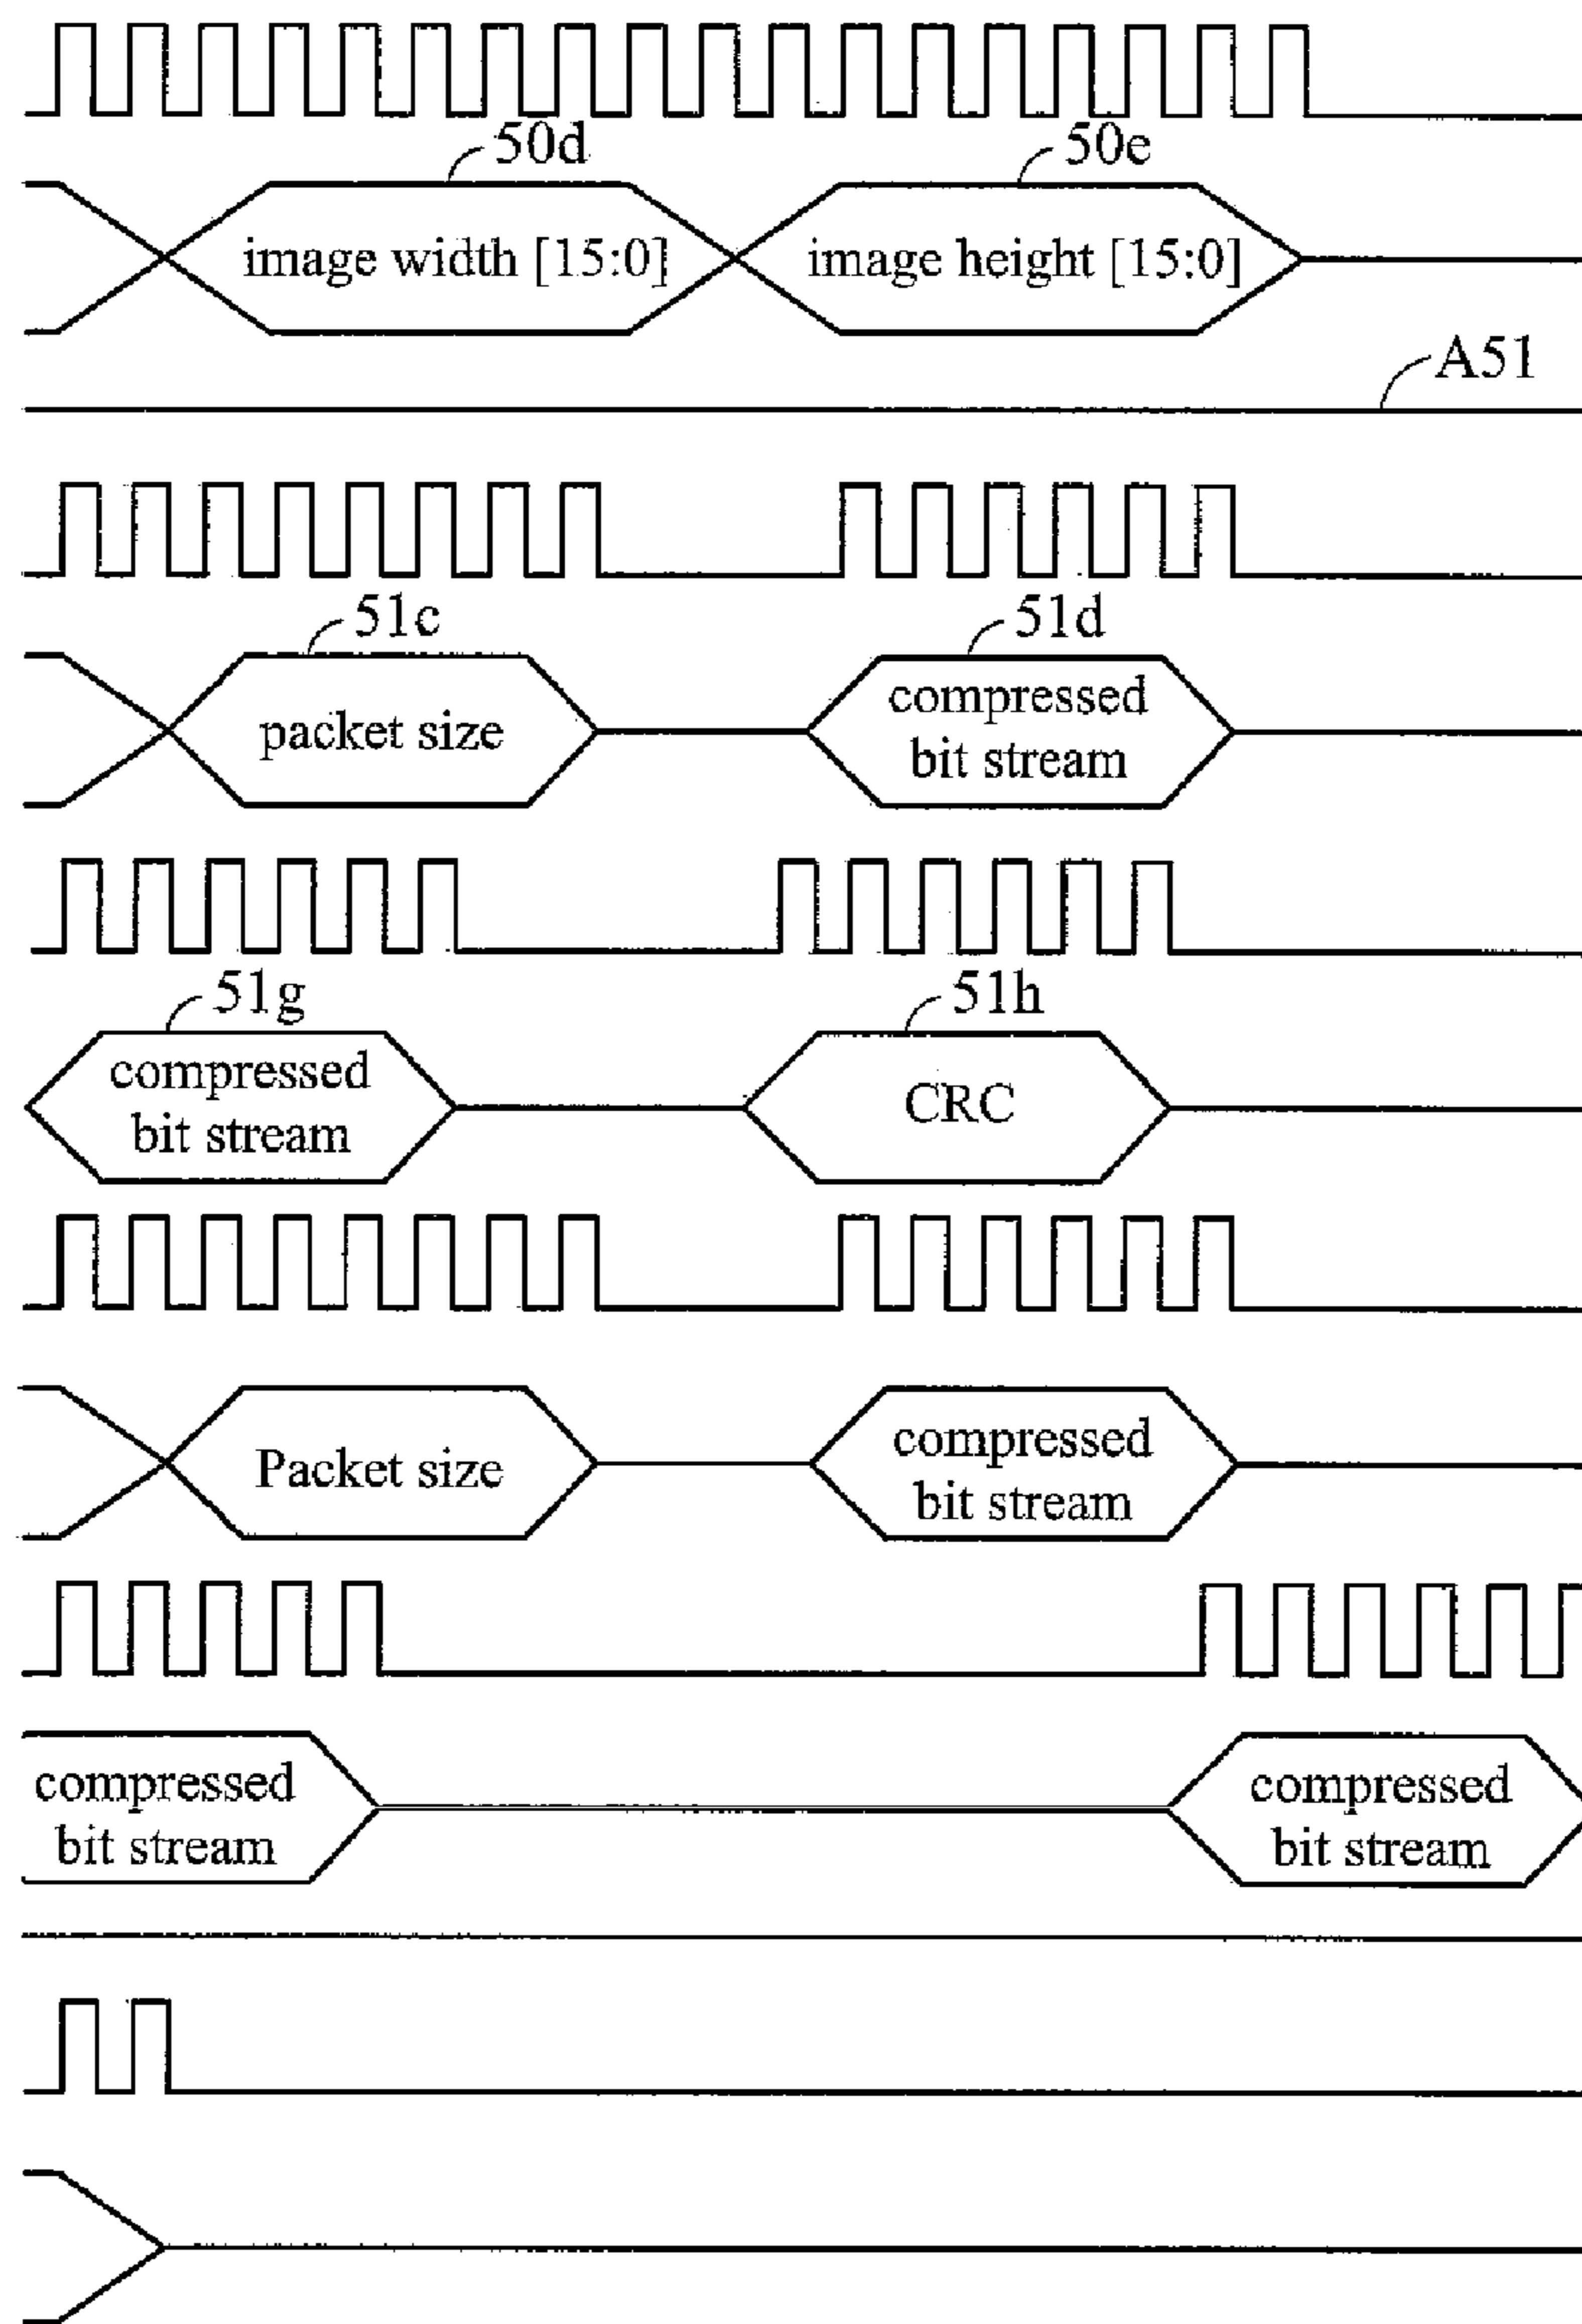 50d
50e
image width [15:0]
image height [15:0]
A51
51c
51d
packet size
compressed
bit stream
51g
51h
compressed
bit stream
CRC
Packet size
compressed
bit stream
compressed
bit stream
compressed
bit stream